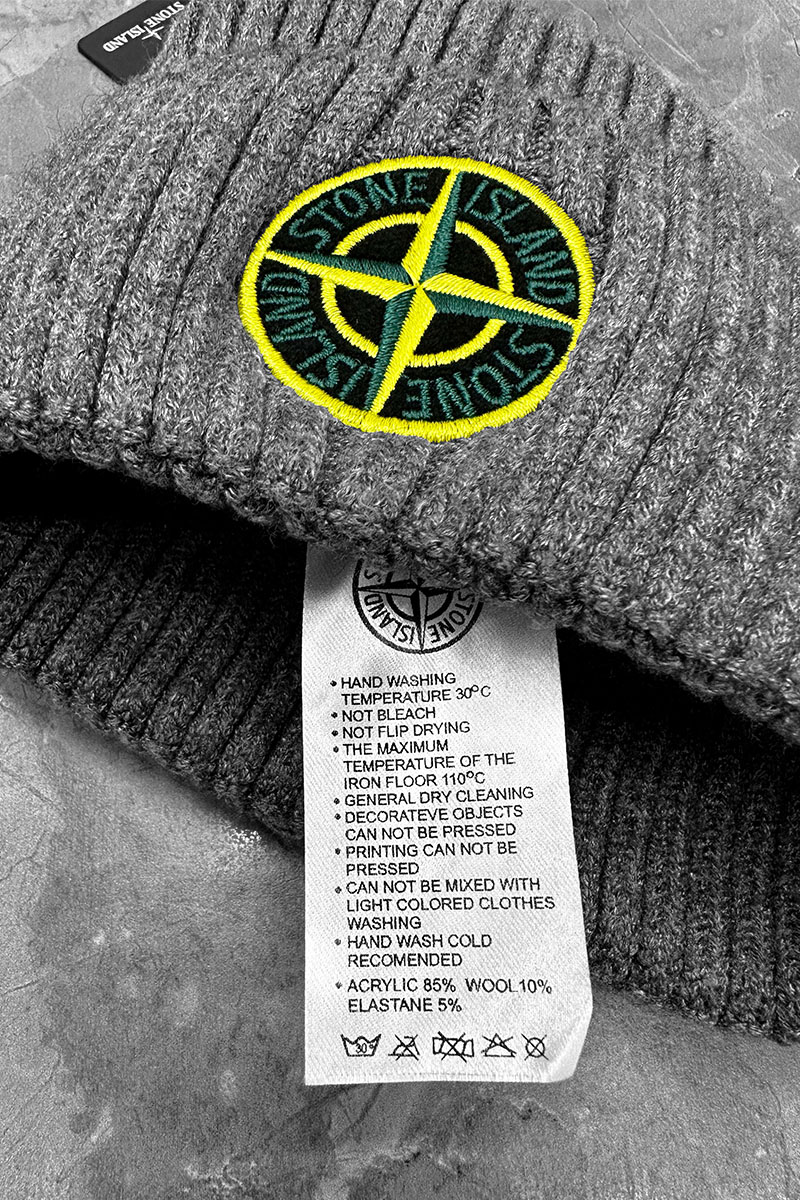 STONE ISLAND
STONE ISLAND
STONE ISLAND
STONE ISLAND
• HAND WASHING
TEMPERATURE 30°C
• NOT BLEACH
• NOT FLIP DRYING
• THE MAXIMUM
TEMPERATURE OF THE
IRON FLOOR 110°C
• GENERAL DRY CLEANING
• DECORATEVE OBJECTS
CAN NOT BE PRESSED
• PRINTING CAN NOT BE
PRESSED
• CAN NOT BE MIXED WITH
LIGHT COLORED CLOTHES
WASHING
• HAND WASH COLD
RECOMENDED
• ACRYLIC 85% WOOL10%
ELASTANE 5%
30°